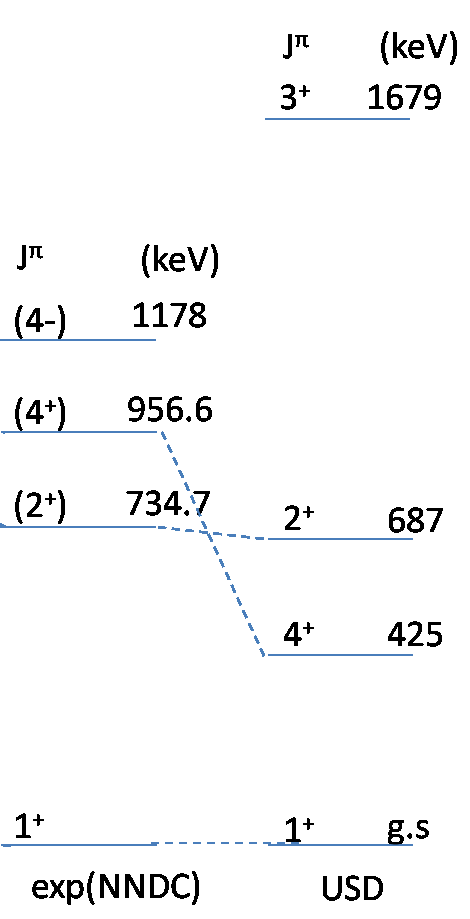 Jπ (keV)
3+ 1679
Jπ (keV)
(4-) 1178
(4+) 956.6
(2+) 734.7
2+ 687
4+ 425
1+
1+ g.s
exp(NNDC) USD